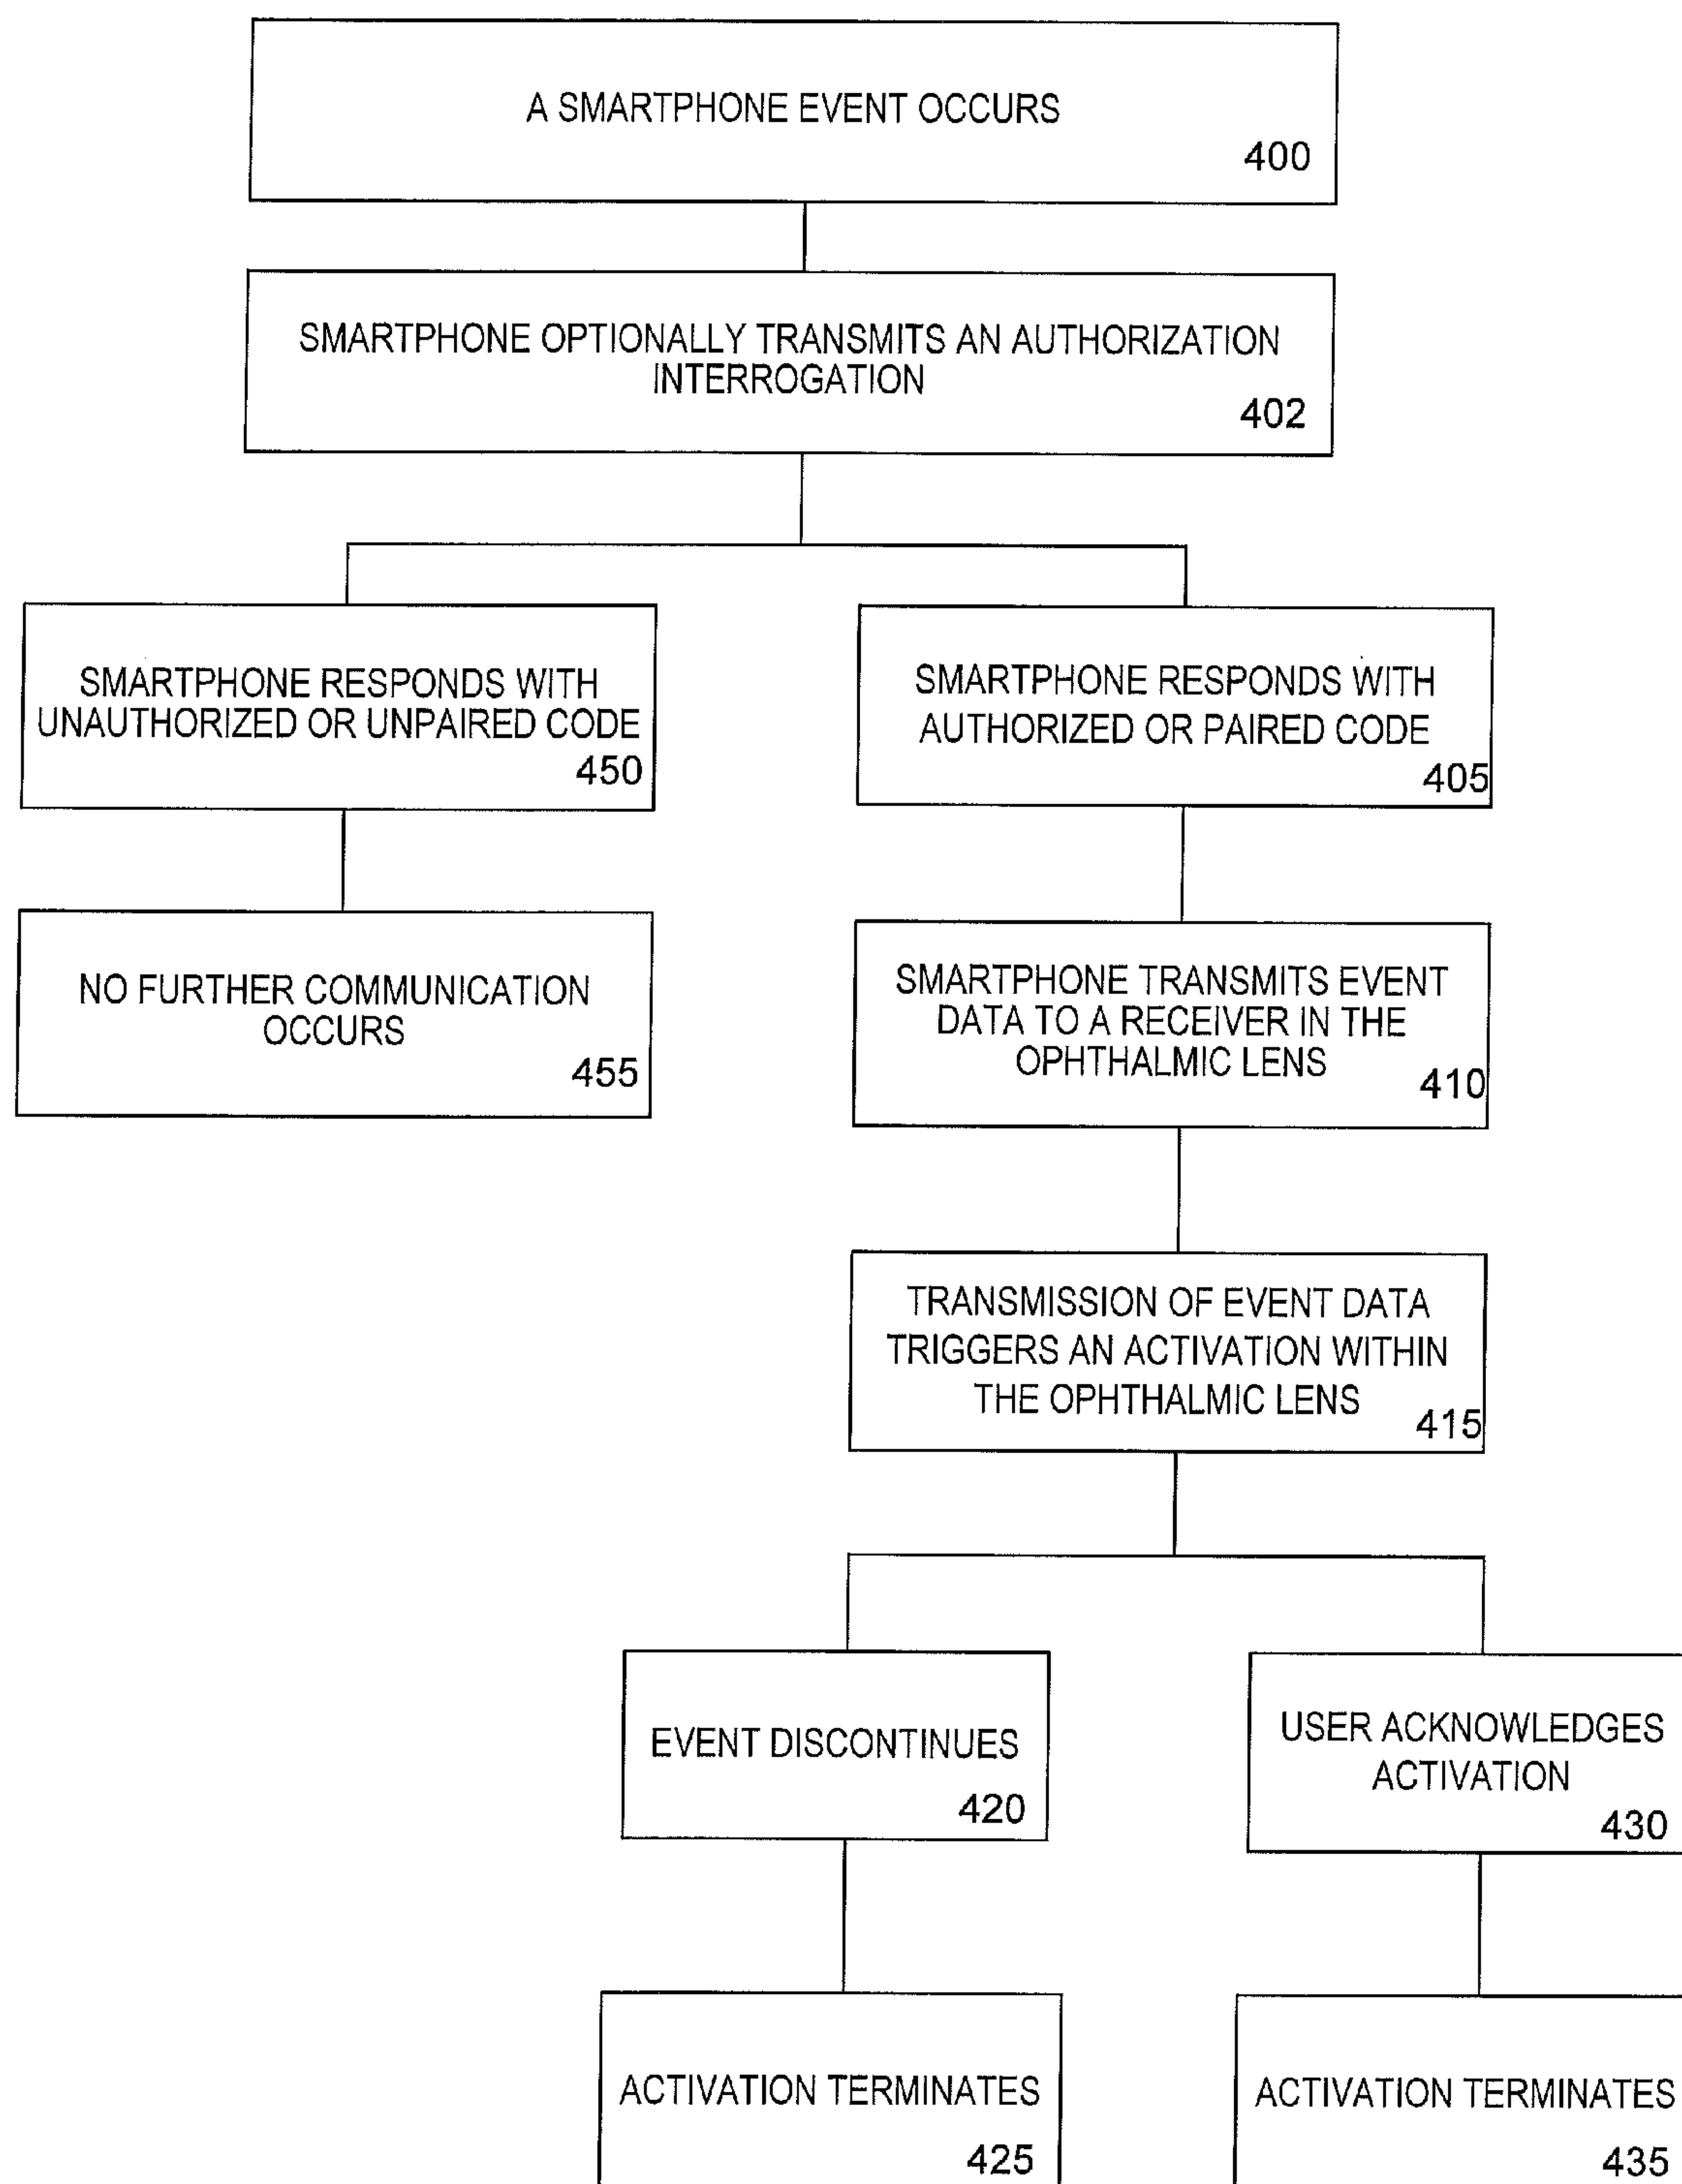 A SMARTPHONE EVENT OCCURS
400
SMARTPHONE OPTIONALLY TRANSMITS AN AUTHORIZATION
INTERROGATION
402
SMARTPHONE RESPONDS WITH
UNAUTHORIZED OR UNPAIRED CODE
450
SMARTPHONE RESPONDS WITH
AUTHORIZED OR PAIRED CODE
405
NO FURTHER COMMUNICATION
OCCURS
455
SMARTPHONE TRANSMITS EVENT
DATA TO A RECEIVER IN THE
OPHTHALMIC LENS
410
TRANSMISSION OF EVENT DATA
TRIGGERS AN ACTIVATION WITHIN
THE OPHTHALMIC LENS
415
EVENT DISCONTINUES
420
USER ACKNOWLEDGES
ACTIVATION
430
ACTIVATION TERMINATES
425
ACTIVATION TERMINATES
435